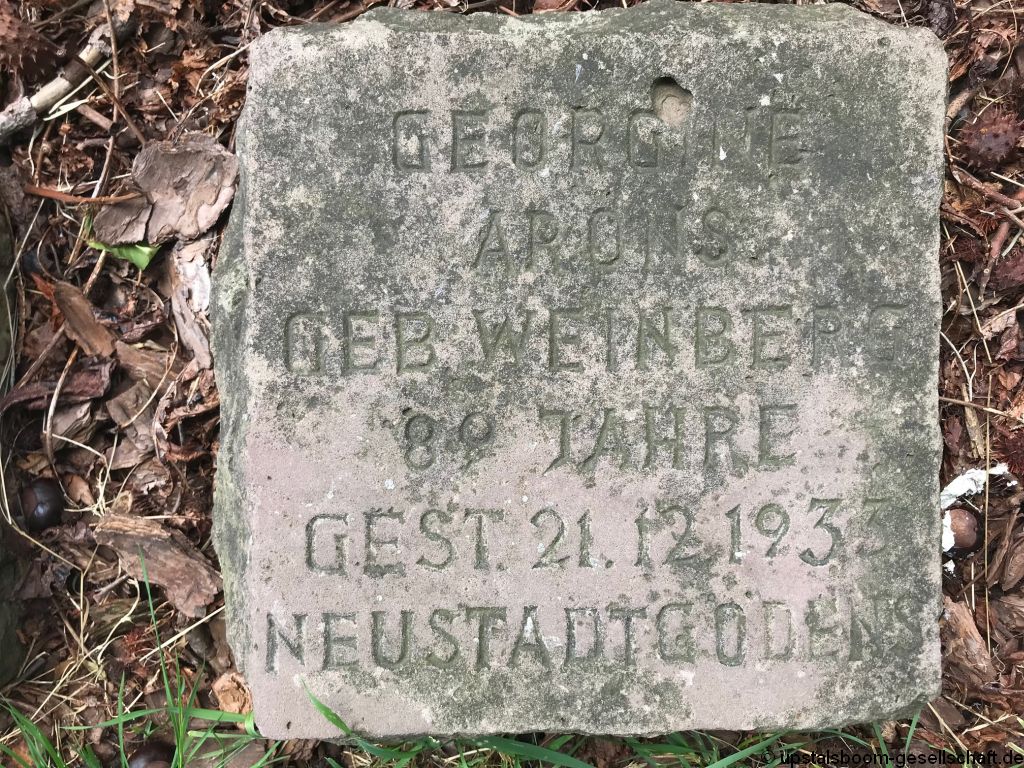 GEORGINE
ARONS
GEB. WEINBERG
89 JAHRE
GEST. 21.12.1933
NEUSTADTGÖDENS
© upstalsboom-gesellschaft.de